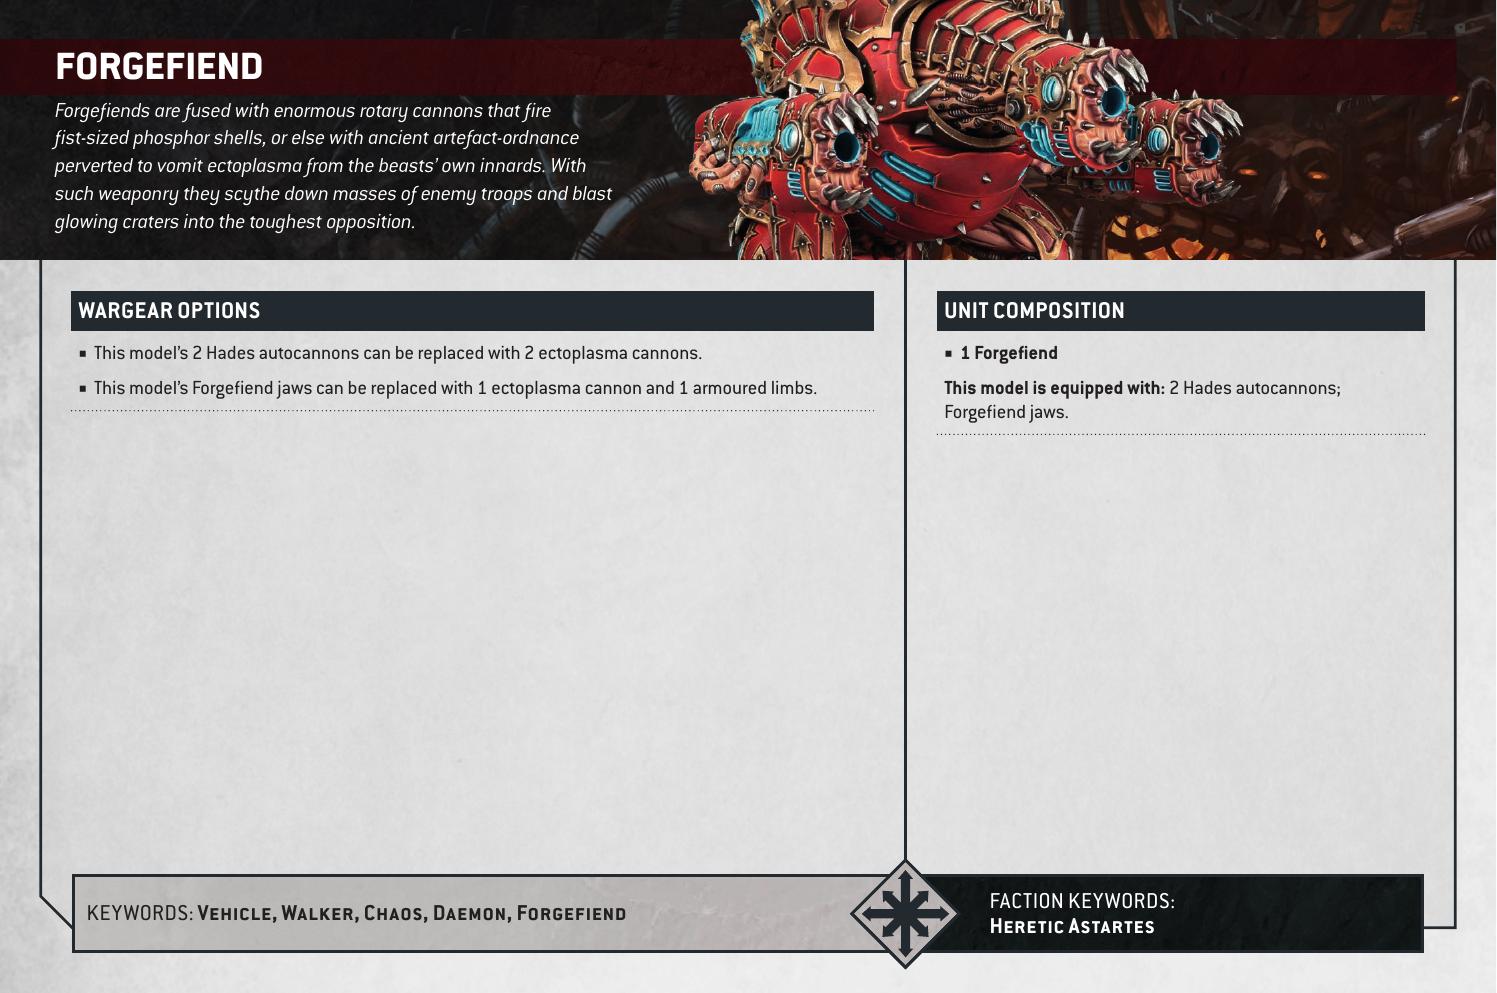 FORGEFIEND
Forgefiends are fused with enormous rotary cannons that fire
fist-sized phosphor shells, or else with ancient artefact-ordnance
perverted to vomit ectoplasma from the beasts’ own innards. With
such weaponry they scythe down masses of enemy troops and blast
glowing craters into the toughest opposition.
WARGEAR OPTIONS
■ This model’s 2 Hades autocannons can be replaced with 2 ectoplasma cannons.
■ This model’s Forgefiend jaws can be replaced with 1 ectoplasma cannon and 1 armoured limbs.
UNIT COMPOSITION
■ 1 Forgefiend
This model is equipped with: 2 Hades autocannons;
Forgefiend jaws.
KEYWORDS: Vehicle, Walker, Chaos, Daemon, Forgefiend
FACTION KEYWORDS:
Heretic Astartes